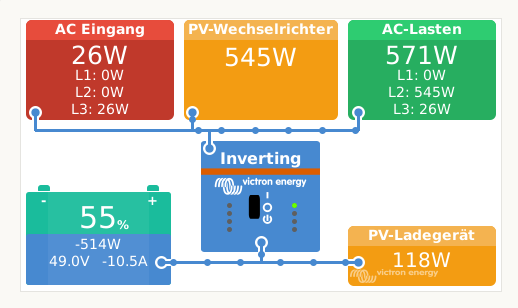 AC Eingang
26W
L1: 0W
L2: 0W
L3: 26W
PV-Wechselrichter
545W
AC-Lasten
571W
L1: 0W
L2: 545W
L3: 26W
Inverting
victron energy
I
- +
55%
-514W
49.0V -10.5A
PV-Ladegerät
118W
victron energy